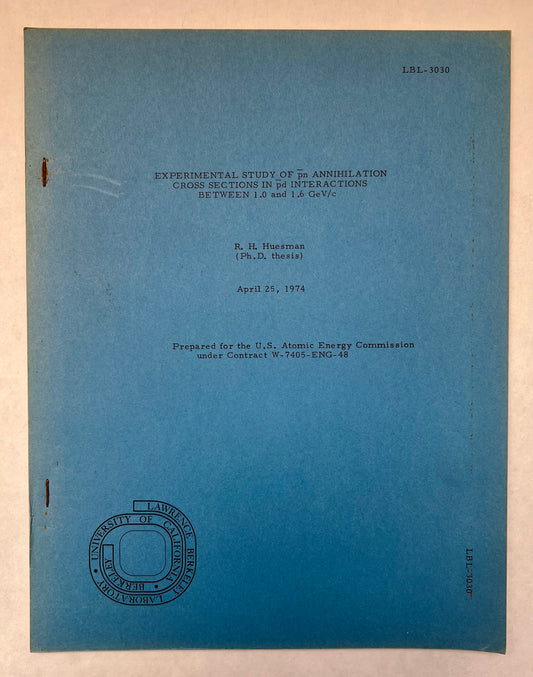 LBL-3030
EXPERIMENTAL STUDY OF p̅n ANNIHILATION
CROSS SECTIONS IN p̅d INTERACTIONS
BETWEEN 1.0 and 1.6 GeV/c
R. H. Huesman
(Ph.D. thesis)
April 25, 1974
Prepared for the U.S. Atomic Energy Commission
under Contract W-7405-ENG-48
LAWRENCE BERKELEY LABORATORY • UNIVERSITY OF CALIFORNIA • BERKELEY
LBL-3030